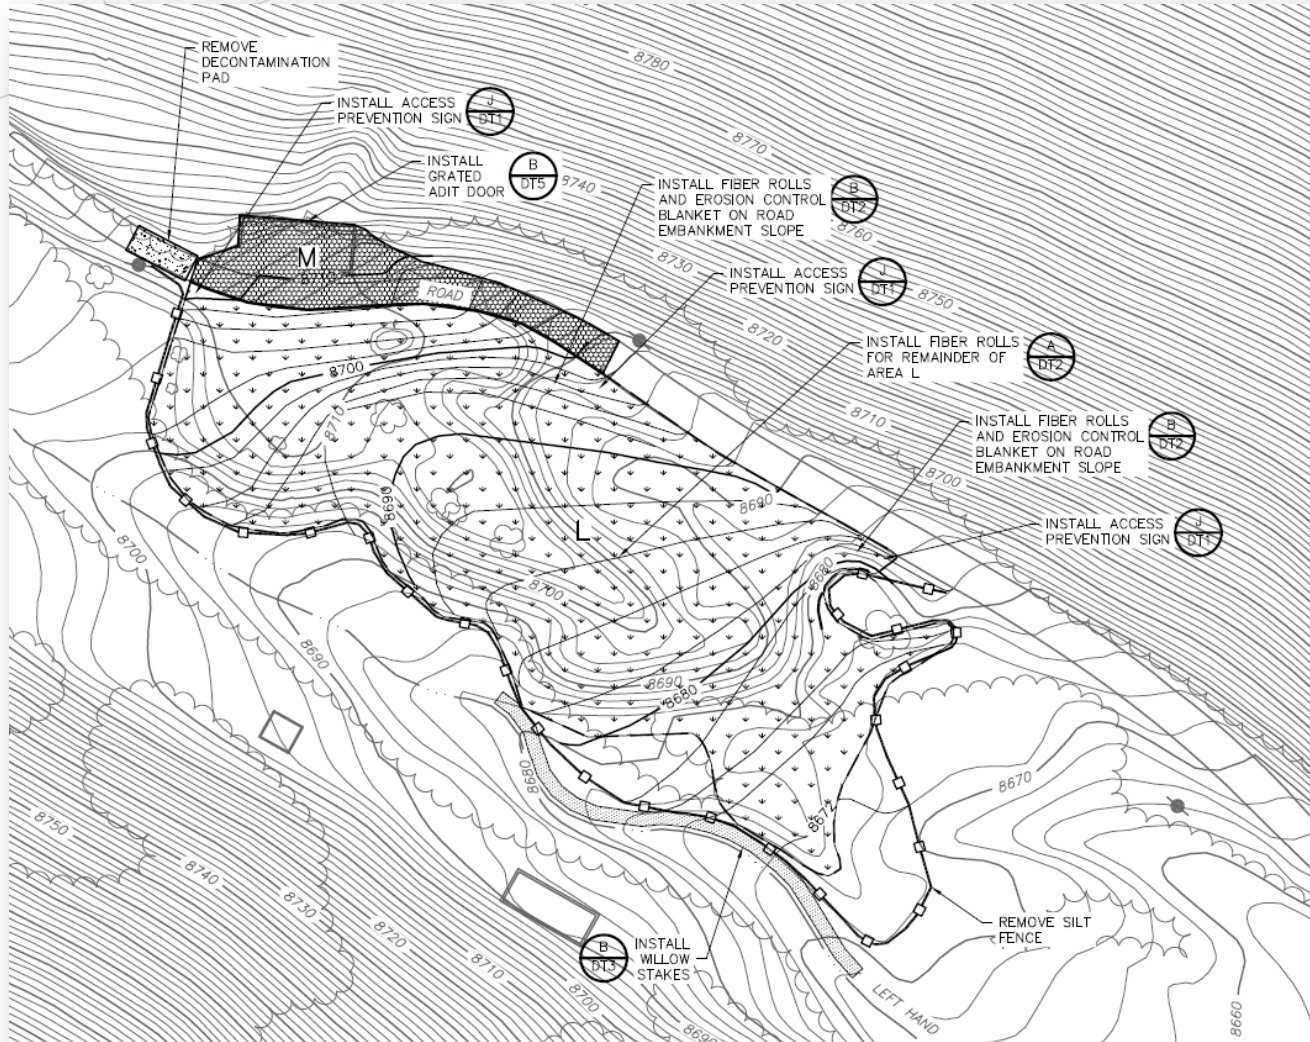 8780
REMOVE
DECONTAMINATION
PAD
INSTALL ACCESS
PREVENTION SIGN
J
DT1
8770
INSTALL
GRATED
ADIT DOOR
B
DT5
8740
INSTALL FIBER ROLLS
AND EROSION CONTROL
BLANKET ON ROAD
EMBANKMENT SLOPE
B
DT2
8760
M
8730
INSTALL ACCESS
PREVENTION SIGN
J
DT1
8750
ROAD
8720
INSTALL FIBER ROLLS
FOR REMAINDER OF
AREA L
A
DT2
8700
8710
8710
INSTALL FIBER ROLLS
AND EROSION CONTROL
BLANKET ON ROAD
EMBANKMENT SLOPE
B
DT2
8700
8690
8690
L
INSTALL ACCESS
PREVENTION SIGN
J
DT1
8700
8680
8700
8690
8690
8680
8680
8670
8672
8750
8740
8730
8720
8710
8700
8690
B
DT3
INSTALL
WILLOW
STAKES
REMOVE SILT
FENCE
LEFT HAND
8660